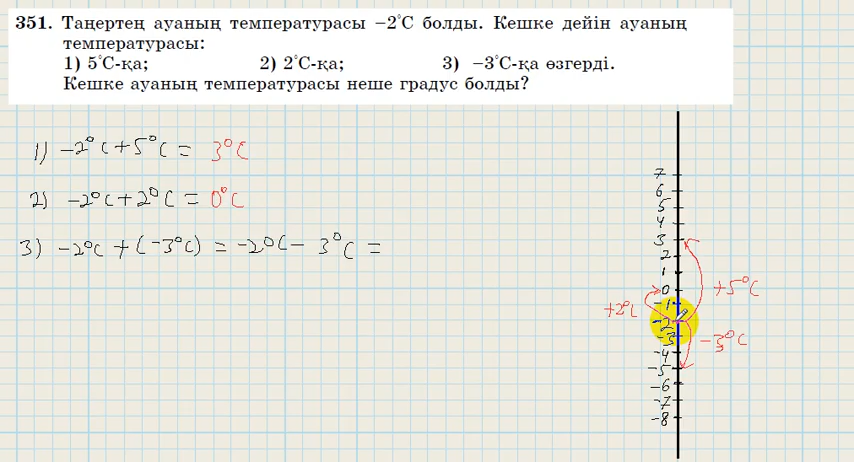 351. Таңертең ауаның температурасы −2°С болды. Кешке дейін ауаның
температурасы:
1) 5°С-қа; 2) 2°С-қа; 3) −3°С-қа өзгерді.
Кешке ауаның температурасы неше градус болды?
1) −2°C + 5°C = 3°C
2) −2°C + 2°C = 0°C
3) −2°C + (−3°C) = −2°C − 3°C =
7
6
5
4
3
2
1
0
−1
−2
−3
−4
−5
−6
−7
−8
+5°C
+2°C
−3°C